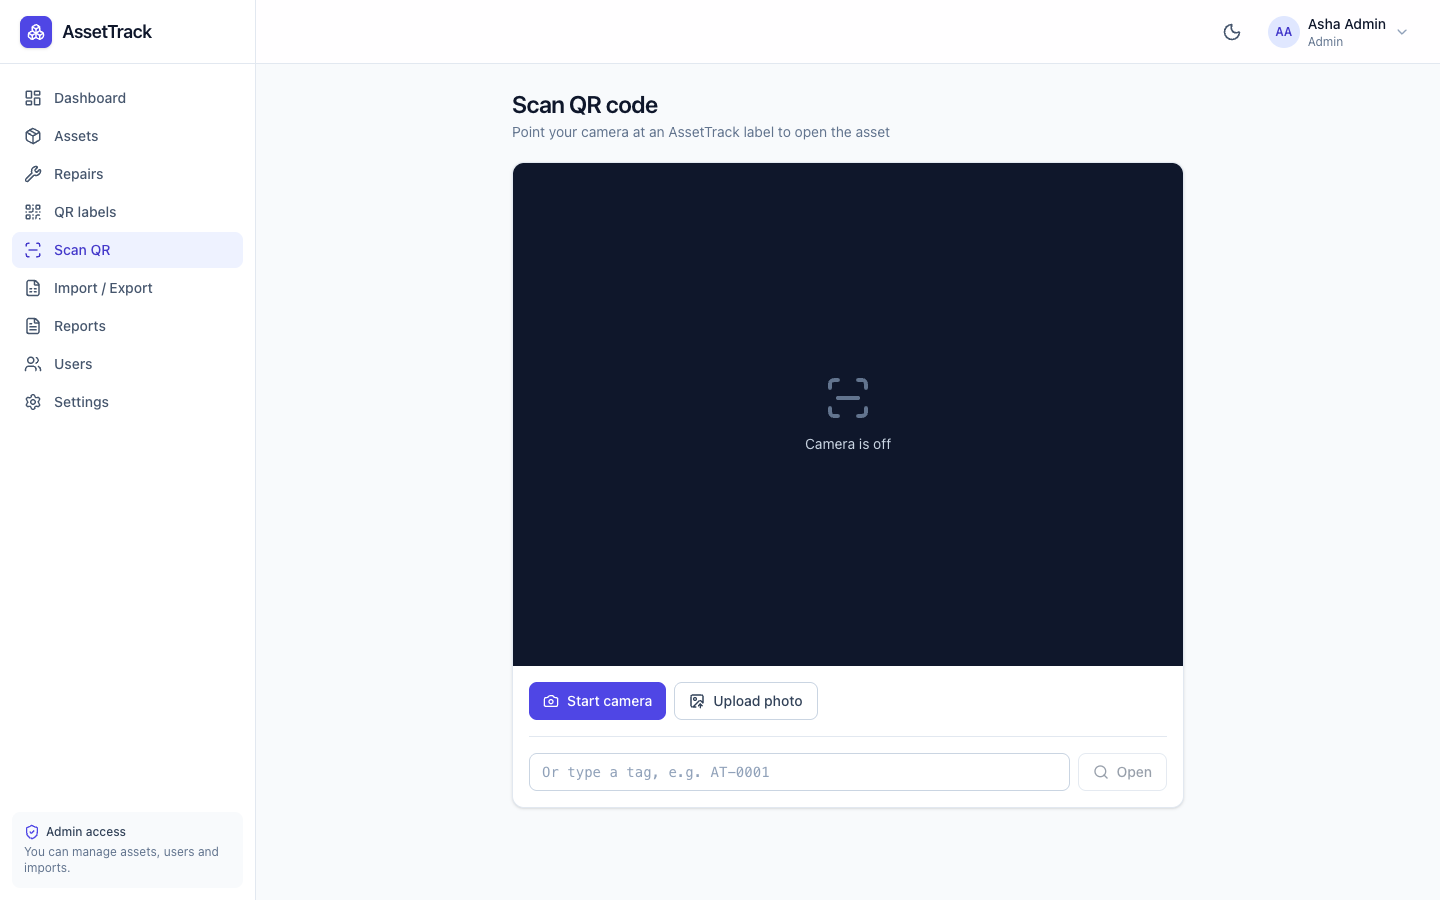 AssetTrack
AA
Asha Admin
Admin
Dashboard
Assets
Repairs
QR labels
Scan QR
Import / Export
Reports
Users
Settings
Scan QR code
Point your camera at an AssetTrack label to open the asset
Camera is off
Start camera
Upload photo
Or type a tag, e.g. AT-0001
Open
Admin access
You can manage assets, users and
imports.